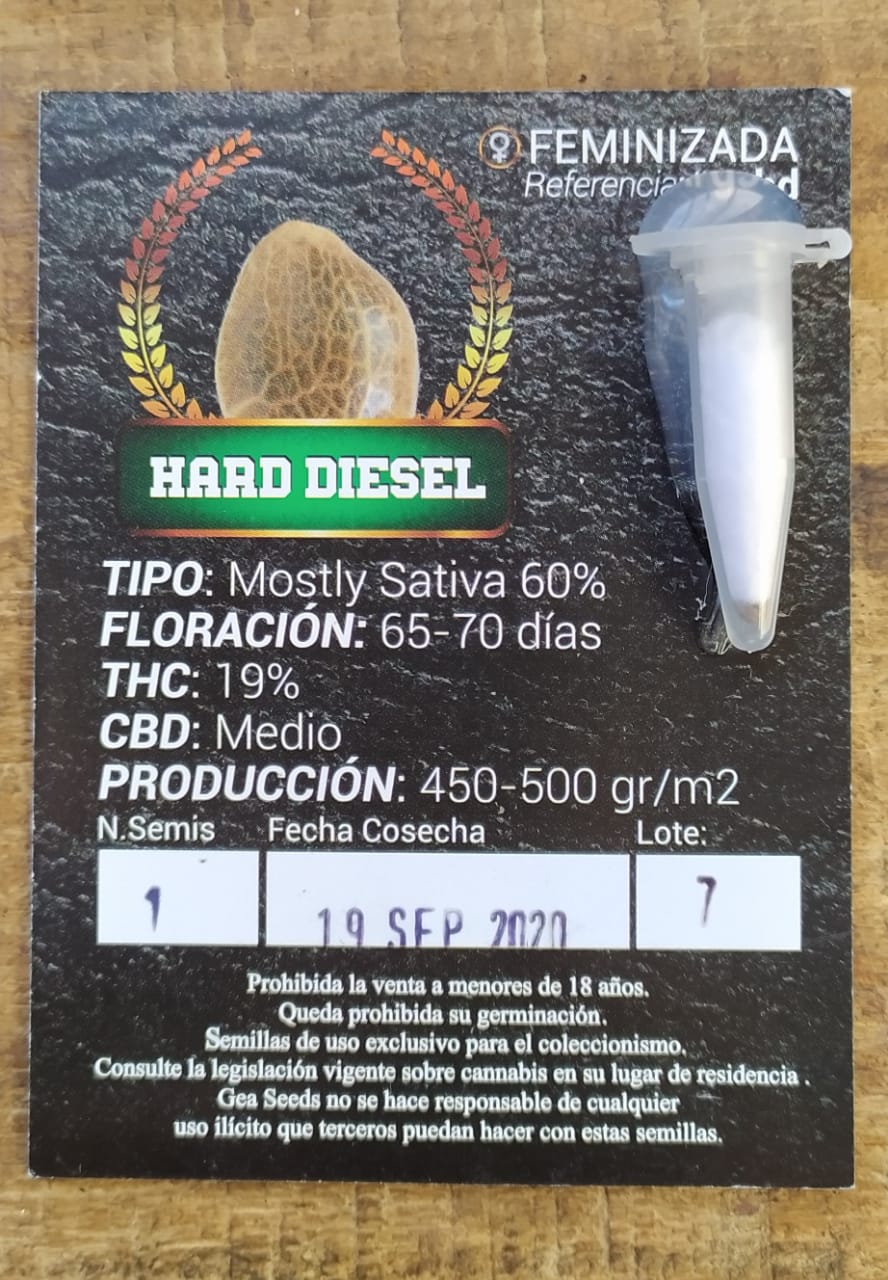 FEMINIZADA
Referencia:
HARD DIESEL
TIPO: Mostly Sativa 60%
FLORACIÓN: 65-70 días
THC: 19%
CBD: Medio
PRODUCCIÓN: 450-500 gr/m2
N.Semis Fecha Cosecha Lote:
1 19 SEP 2020 7
Prohibida la venta a menores de 18 años.
Queda prohibida su germinación.
Semillas de uso exclusivo para el coleccionismo.
Consulte la legislación vigente sobre cannabis en su lugar de residencia .
Gea Seeds no se hace responsable de cualquier
uso ilícito que terceros puedan hacer con estas semillas.